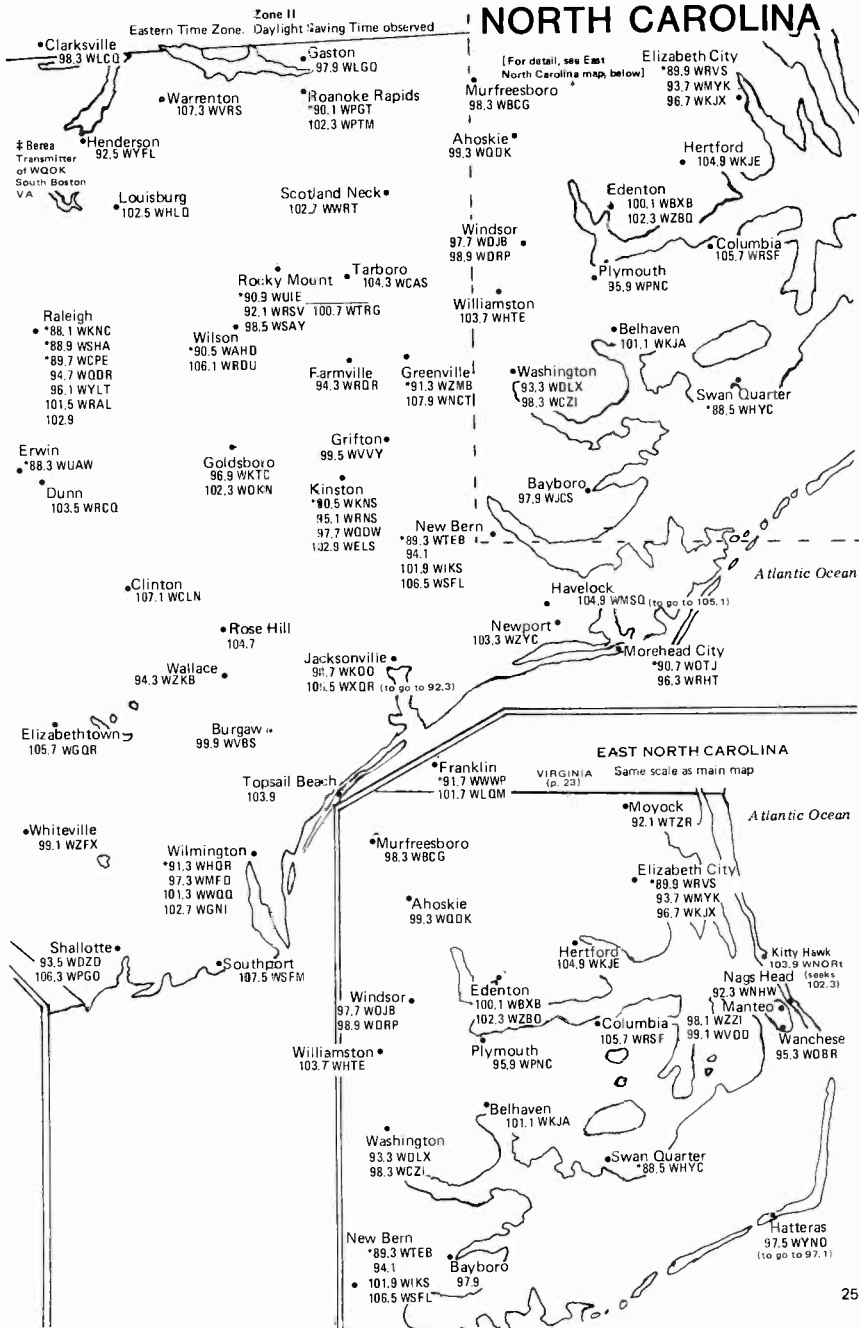 NORTH CAROLINA
Zone II
Eastern Time Zone. Daylight Saving Time observed
Clarksville
98.3 WLCQ
Gaston
97.9 WLGQ
[For detail, see East
North Carolina map, below]
Elizabeth City
*89.9 WRVS
93.7 WMYK
96.7 WKJX
Warrenton
107.3 WVRS
Roanoke Rapids
*90.1 WPGT
102.3 WPTM
Murfreesboro
98.3 WBCG
‡ Berea
Transmitter
of WQOK
South Boston
VA
Henderson
92.5 WYFL
Ahoskie
99.3 WQDK
Hertford
104.9 WKJE
Louisburg
102.5 WHLQ
Scotland Neck
102.7 WWRT
Edenton
100.1 WBXB
102.3 WZBO
Windsor
97.7 WDJB
98.9 WDRP
Columbia
105.7 WRSF
Rocky Mount
*90.9 WUIE
92.1 WRSV
98.5 WSAY
100.7 WTRG
Tarboro
104.3 WCAS
Plymouth
95.9 WPNC
Williamston
103.7 WHTE
Raleigh
*88.1 WKNC
*88.9 WSHA
*89.7 WCPE
94.7 WQDR
96.1 WYLT
101.5 WRAL
102.9
Wilson
*90.5 WAHD
106.1 WRDU
Belhaven
101.1 WKJA
Farmville
94.3 WRQR
Greenville
*91.3 WZMB
107.9 WNCT
Washington
93.3 WDLX
98.3 WCZI
Swan Quarter
*88.5 WHYC
Erwin
*88.3 WUAW
Dunn
103.5 WRCQ
Goldsboro
96.9 WKTC
102.3 WOKN
Grifton
99.5 WVVY
Kinston
*90.5 WKNS
95.1 WRNS
97.7 WQDW
102.9 WELS
Bayboro
97.9 WJCS
New Bern
*89.3 WTEB
94.1
101.9 WIKS
106.5 WSFL
Atlantic Ocean
Clinton
107.1 WCLN
Havelock
104.9 WMSQ (to go to 105.1)
Rose Hill
104.7
Newport
103.3 WZYC
Wallace
94.3 WZKB
Jacksonville
WKOO
WXQR (to go to 92.3)
Morehead City
*90.7 WOTJ
96.3 WRHT
Elizabethtown
105.7 WGQR
Burgaw
99.9 WVBS
Topsail Beach
103.9
EAST NORTH CAROLINA
Same scale as main map
VIRGINIA
(p. 23)
Franklin
*91.7 WWWP
101.7 WLQM
Moyock
92.1 WTZR
Atlantic Ocean
Whiteville
99.1 WZFX
Wilmington
*91.3 WHQR
97.3 WMFD
101.3 WWQQ
102.7 WGNI
Murfreesboro
98.3 WBCG
Elizabeth City
*89.9 WRVS
93.7 WMYK
96.7 WKJX
Ahoskie
99.3 WQDK
Shallotte
93.5 WDZD
106.3 WPGO
Southport
107.5 WSFM
Hertford
104.9 WKJE
Kitty Hawk
103.9 WNORt
(seeks
102.3)
Nags Head
92.3 WNHW
Windsor
97.7 WDJB
98.9 WDRP
Edenton
100.1 WBXB
102.3 WZBO
Manteo
98.1 WZZI
99.1 WVOD
Columbia
105.7 WRSF
Wanchese
95.3 WOBR
Williamston
103.7 WHTE
Plymouth
95.9 WPNC
Belhaven
101.1 WKJA
Washington
93.3 WDLX
98.3 WCZI
Swan Quarter
*88.5 WHYC
Hatteras
97.5 WYND
(to go to 97.1)
New Bern
*89.3 WTEB
94.1
101.9 WIKS
106.5 WSFL
Bayboro
97.9
25